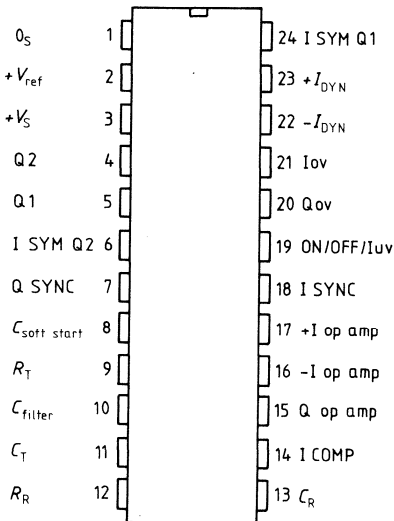 0S 1 24 I SYM Q1
+Vref 2 23 +IDYN
+VS 3 22 -IDYN
Q2 4 21 Iov
Q1 5 20 Qov
I SYM Q2 6 19 ON/OFF/Iuv
Q SYNC 7 18 I SYNC
Csoft start 8 17 +I op amp
RT 9 16 -I op amp
Cfilter 10 15 Q op amp
CT 11 14 I COMP
RR 12 13 CR